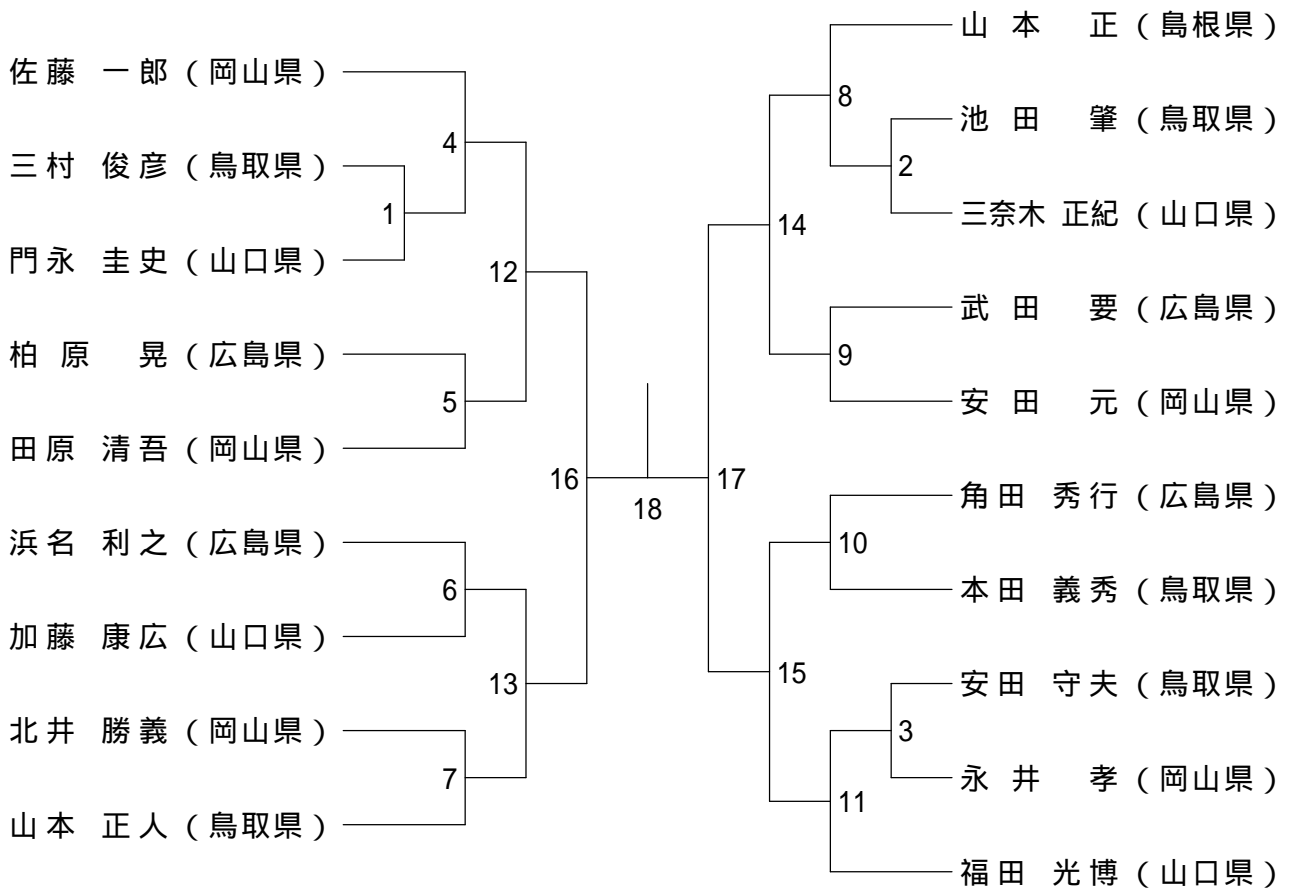 佐藤 一郎（岡山県）
三村 俊彦（鳥取県）
門永 圭史（山口県）
柏原 晃（広島県）
田原 清吾（岡山県）
浜名 利之（広島県）
加藤 康広（山口県）
北井 勝義（岡山県）
山本 正人（鳥取県）
4
1
12
5
16
6
13
7
18
8
2
14
9
17
10
15
3
11
山本 正（島根県）
池田 肇（鳥取県）
三奈木 正紀（山口県）
武田 要（広島県）
安田 元（岡山県）
角田 秀行（広島県）
本田 義秀（鳥取県）
安田 守夫（鳥取県）
永井 孝（岡山県）
福田 光博（山口県）